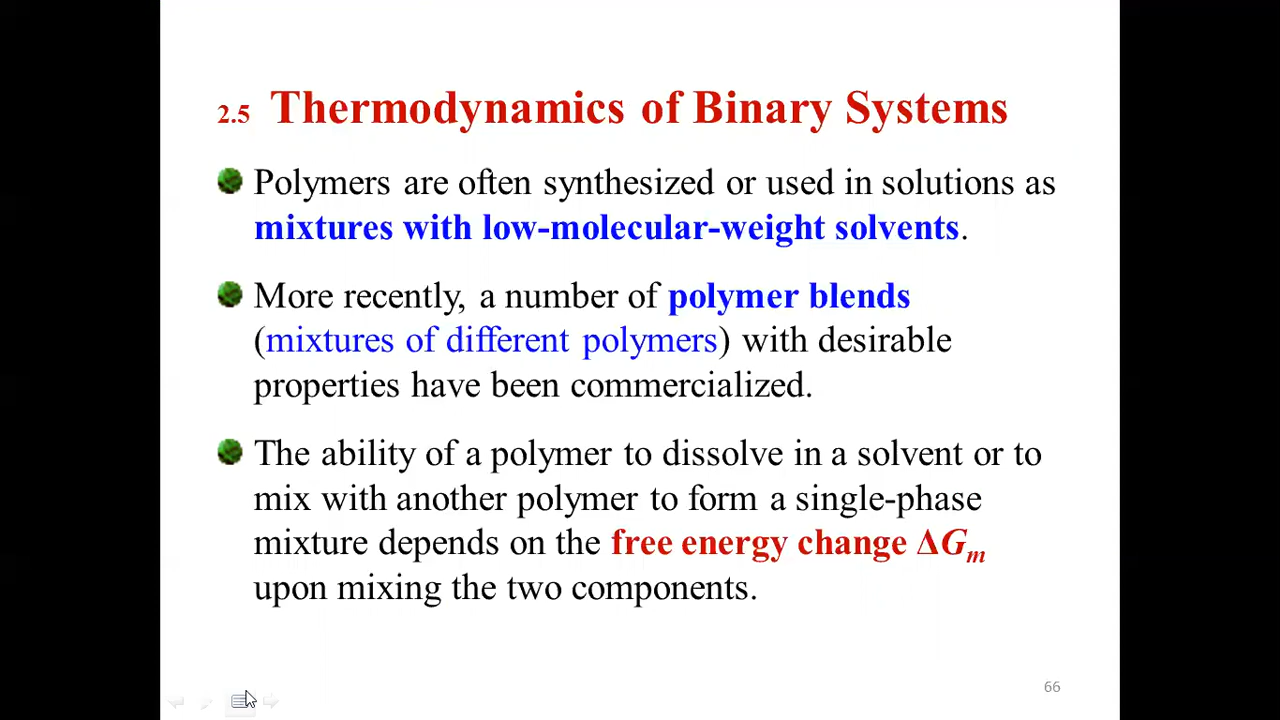 2.5 Thermodynamics of Binary Systems
Polymers are often synthesized or used in solutions as
mixtures with low-molecular-weight solvents.
More recently, a number of polymer blends
(mixtures of different polymers) with desirable
properties have been commercialized.
The ability of a polymer to dissolve in a solvent or to
mix with another polymer to form a single-phase
mixture depends on the free energy change ΔGm
upon mixing the two components.
66